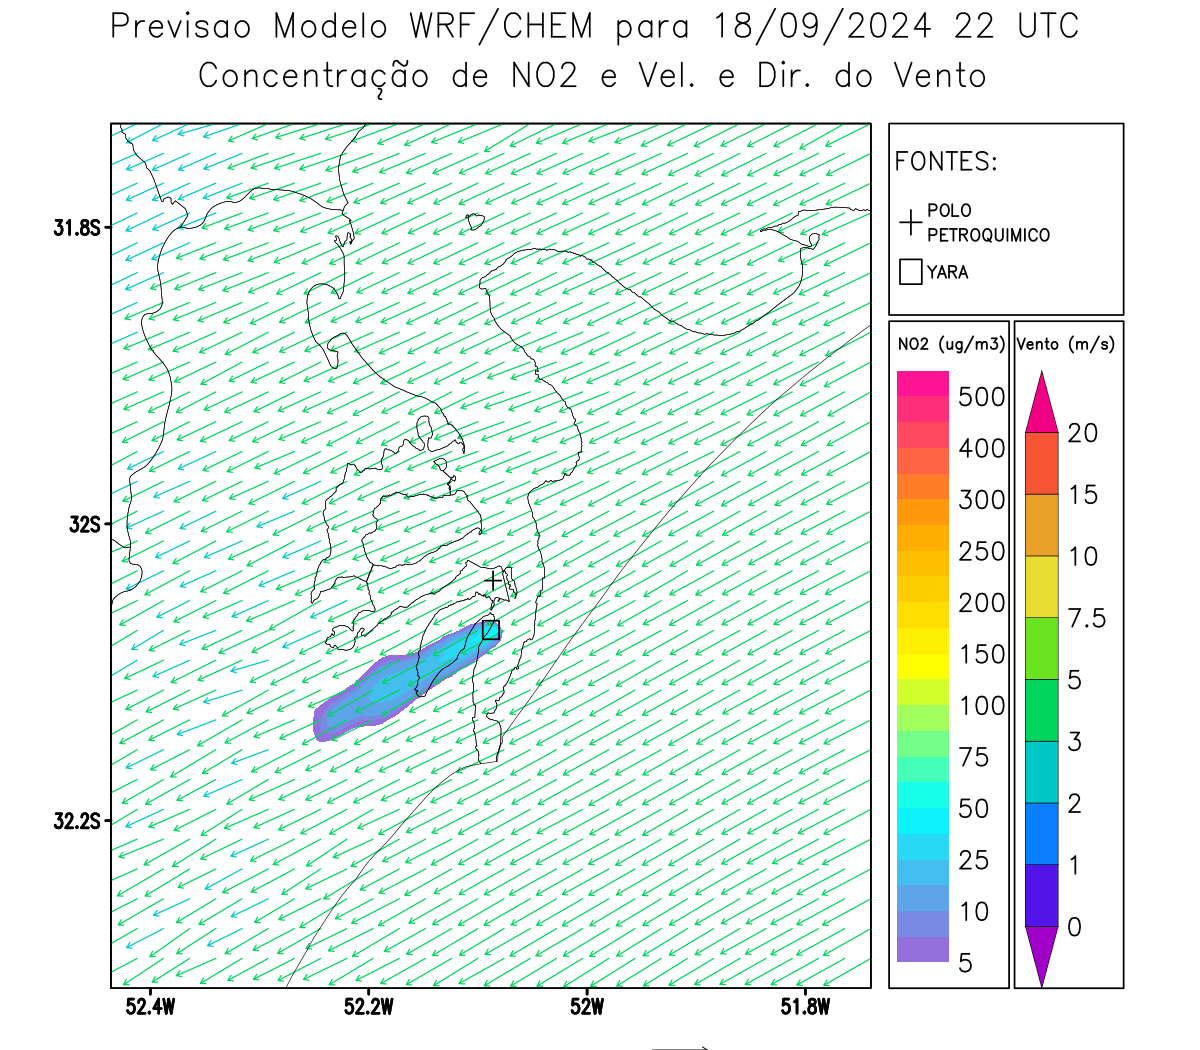 Previsao Modelo WRF/CHEM para 18/09/2024 22 UTC
Concentração de NO2 e Vel. e Dir. do Vento
FONTES:
POLO
PETROQUIMICO
YARA
NO2 (ug/m3)
500
400
300
250
200
150
100
75
50
25
10
5
Vento (m/s)
20
15
10
7.5
5
3
2
1
0
31.8S
32S
32.2S
52.4W
52.2W
52W
51.8W